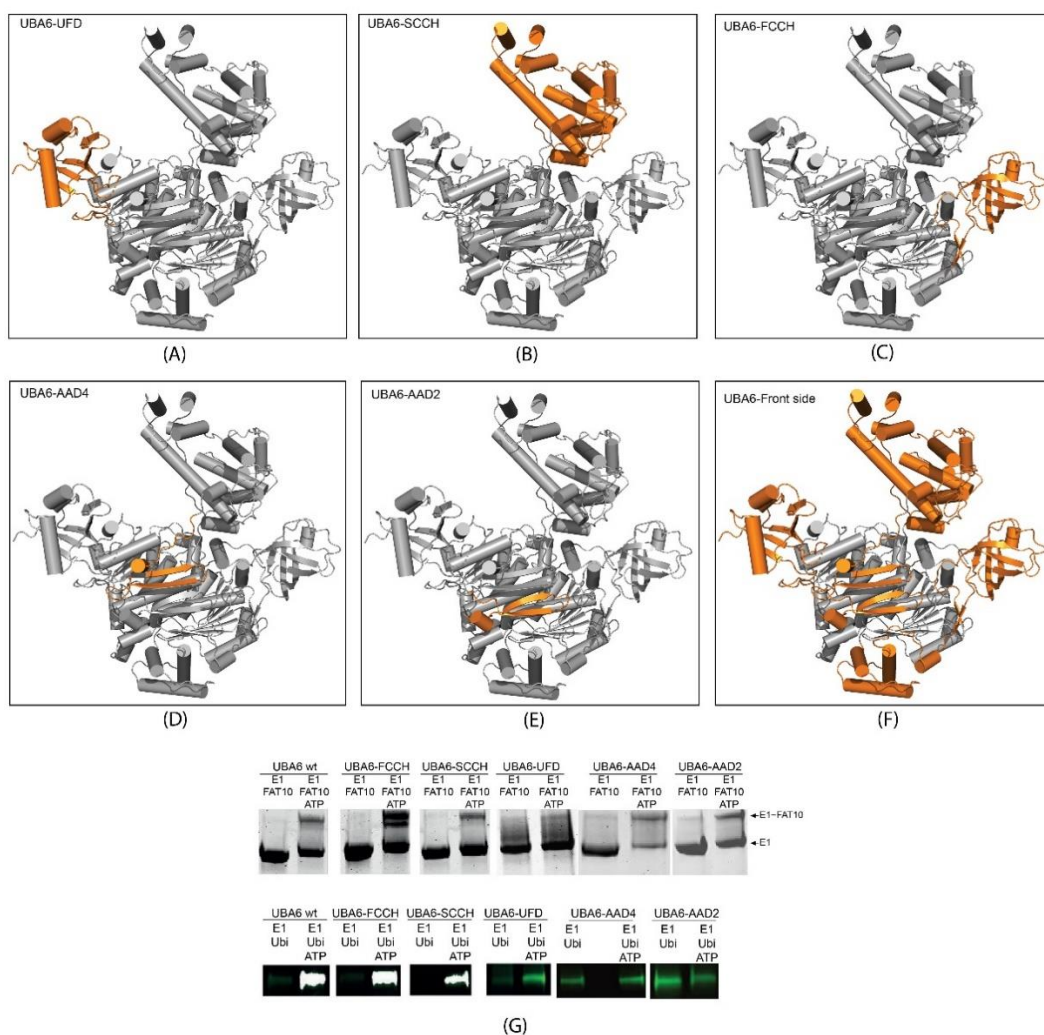 UBA6-UFD
UBA6-SCCH
UBA6-FCCH
(A)
(B)
(C)
UBA6-AAD4
UBA6-AAD2
UBA6-Front side
(D)
(E)
(F)
UBA6 wt
E1 E1
FAT10 FAT10
ATP
UBA6-FCCH
E1 E1
FAT10 FAT10
ATP
UBA6-SCCH
E1 E1
FAT10 FAT10
ATP
UBA6-UFD
E1 E1
FAT10 FAT10
ATP
UBA6-AAD4
E1 E1
FAT10 FAT10
ATP
UBA6-AAD2
E1 E1
FAT10 FAT10
ATP
E1~FAT10
E1
UBA6 wt
E1 E1
Ubi Ubi
ATP
UBA6-FCCH
E1 E1
Ubi Ubi
ATP
UBA6-SCCH
E1 E1
Ubi Ubi
ATP
UBA6-UFD
E1 E1
Ubi Ubi
ATP
UBA6-AAD4
E1 E1
Ubi Ubi
ATP
UBA6-AAD2
E1 E1
Ubi Ubi
ATP
(G)